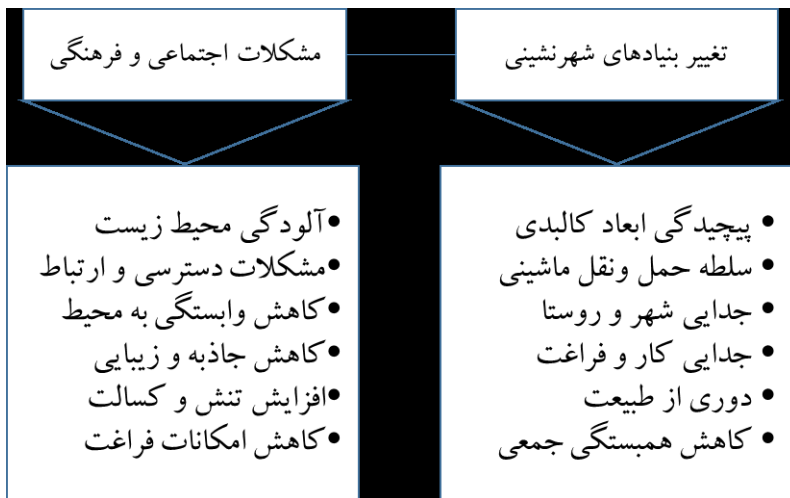 تغییر بنیادهای شهرنشینی
• پیچیدگی ابعاد کالبدی
• سلطه حمل ونقل ماشینی
• جدایی شهر و روستا
• جدایی کار و فراغت
• دوری از طبیعت
• کاهش همبستگی جمعی
مشکلات اجتماعی و فرهنگی
•آلودگی محیط زیست
•مشکلات دسترسی و ارتباط
•کاهش وابستگی به محیط
•کاهش جاذبه و زیبایی
•افزایش تنش و کسالت
•کاهش امکانات فراغت